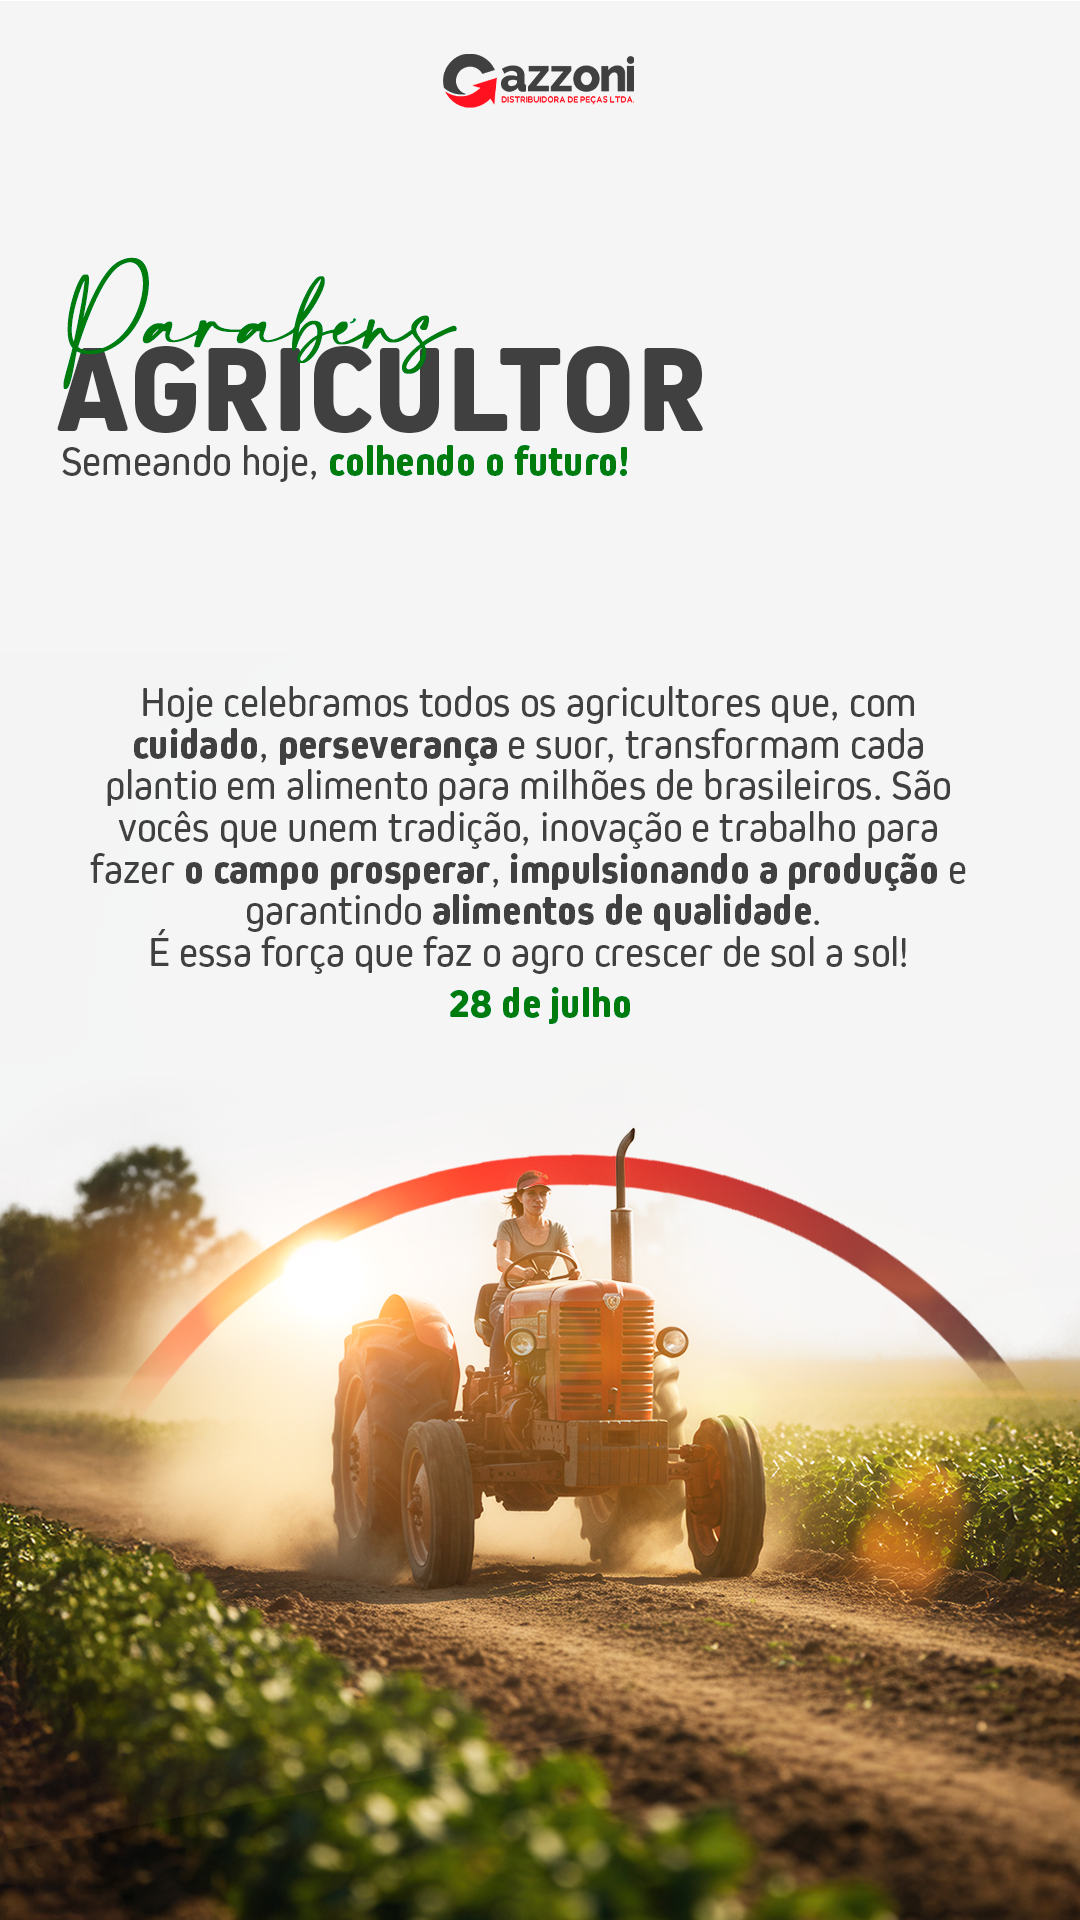 Gazzoni
DISTRIBUIDORA DE PEÇAS LTDA.
Parabéns
AGRICULTOR
Semeando hoje, colhendo o futuro!
Hoje celebramos todos os agricultores que, com
cuidado, perseverança e suor, transformam cada
plantio em alimento para milhões de brasileiros. São
vocês que unem tradição, inovação e trabalho para
fazer o campo prosperar, impulsionando a produção e
garantindo alimentos de qualidade.
É essa força que faz o agro crescer de sol a sol!
28 de julho